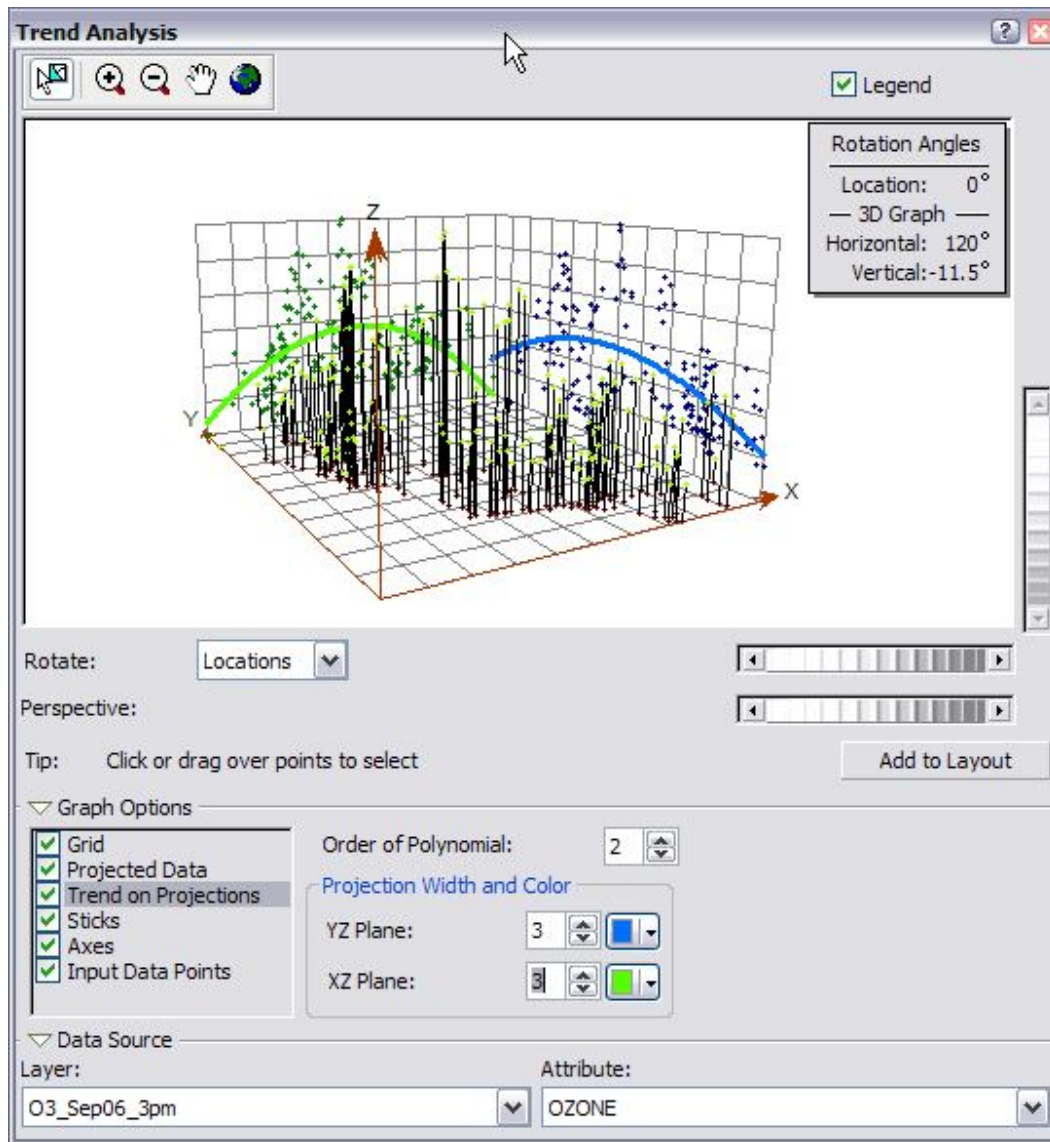 Trend Analysis
Legend
Rotation Angles
Location: 0°
3D Graph
Horizontal: 120°
Vertical:-11.5°
Z
Y
X
Rotate: Locations
Perspective:
Tip: Click or drag over points to select
Add to Layout
Graph Options
Grid
Projected Data
Trend on Projections
Sticks
Axes
Input Data Points
Order of Polynomial: 2
Projection Width and Color
YZ Plane: 3
XZ Plane: 3
Data Source
Layer: Attribute:
O3_Sep06_3pm OZONE